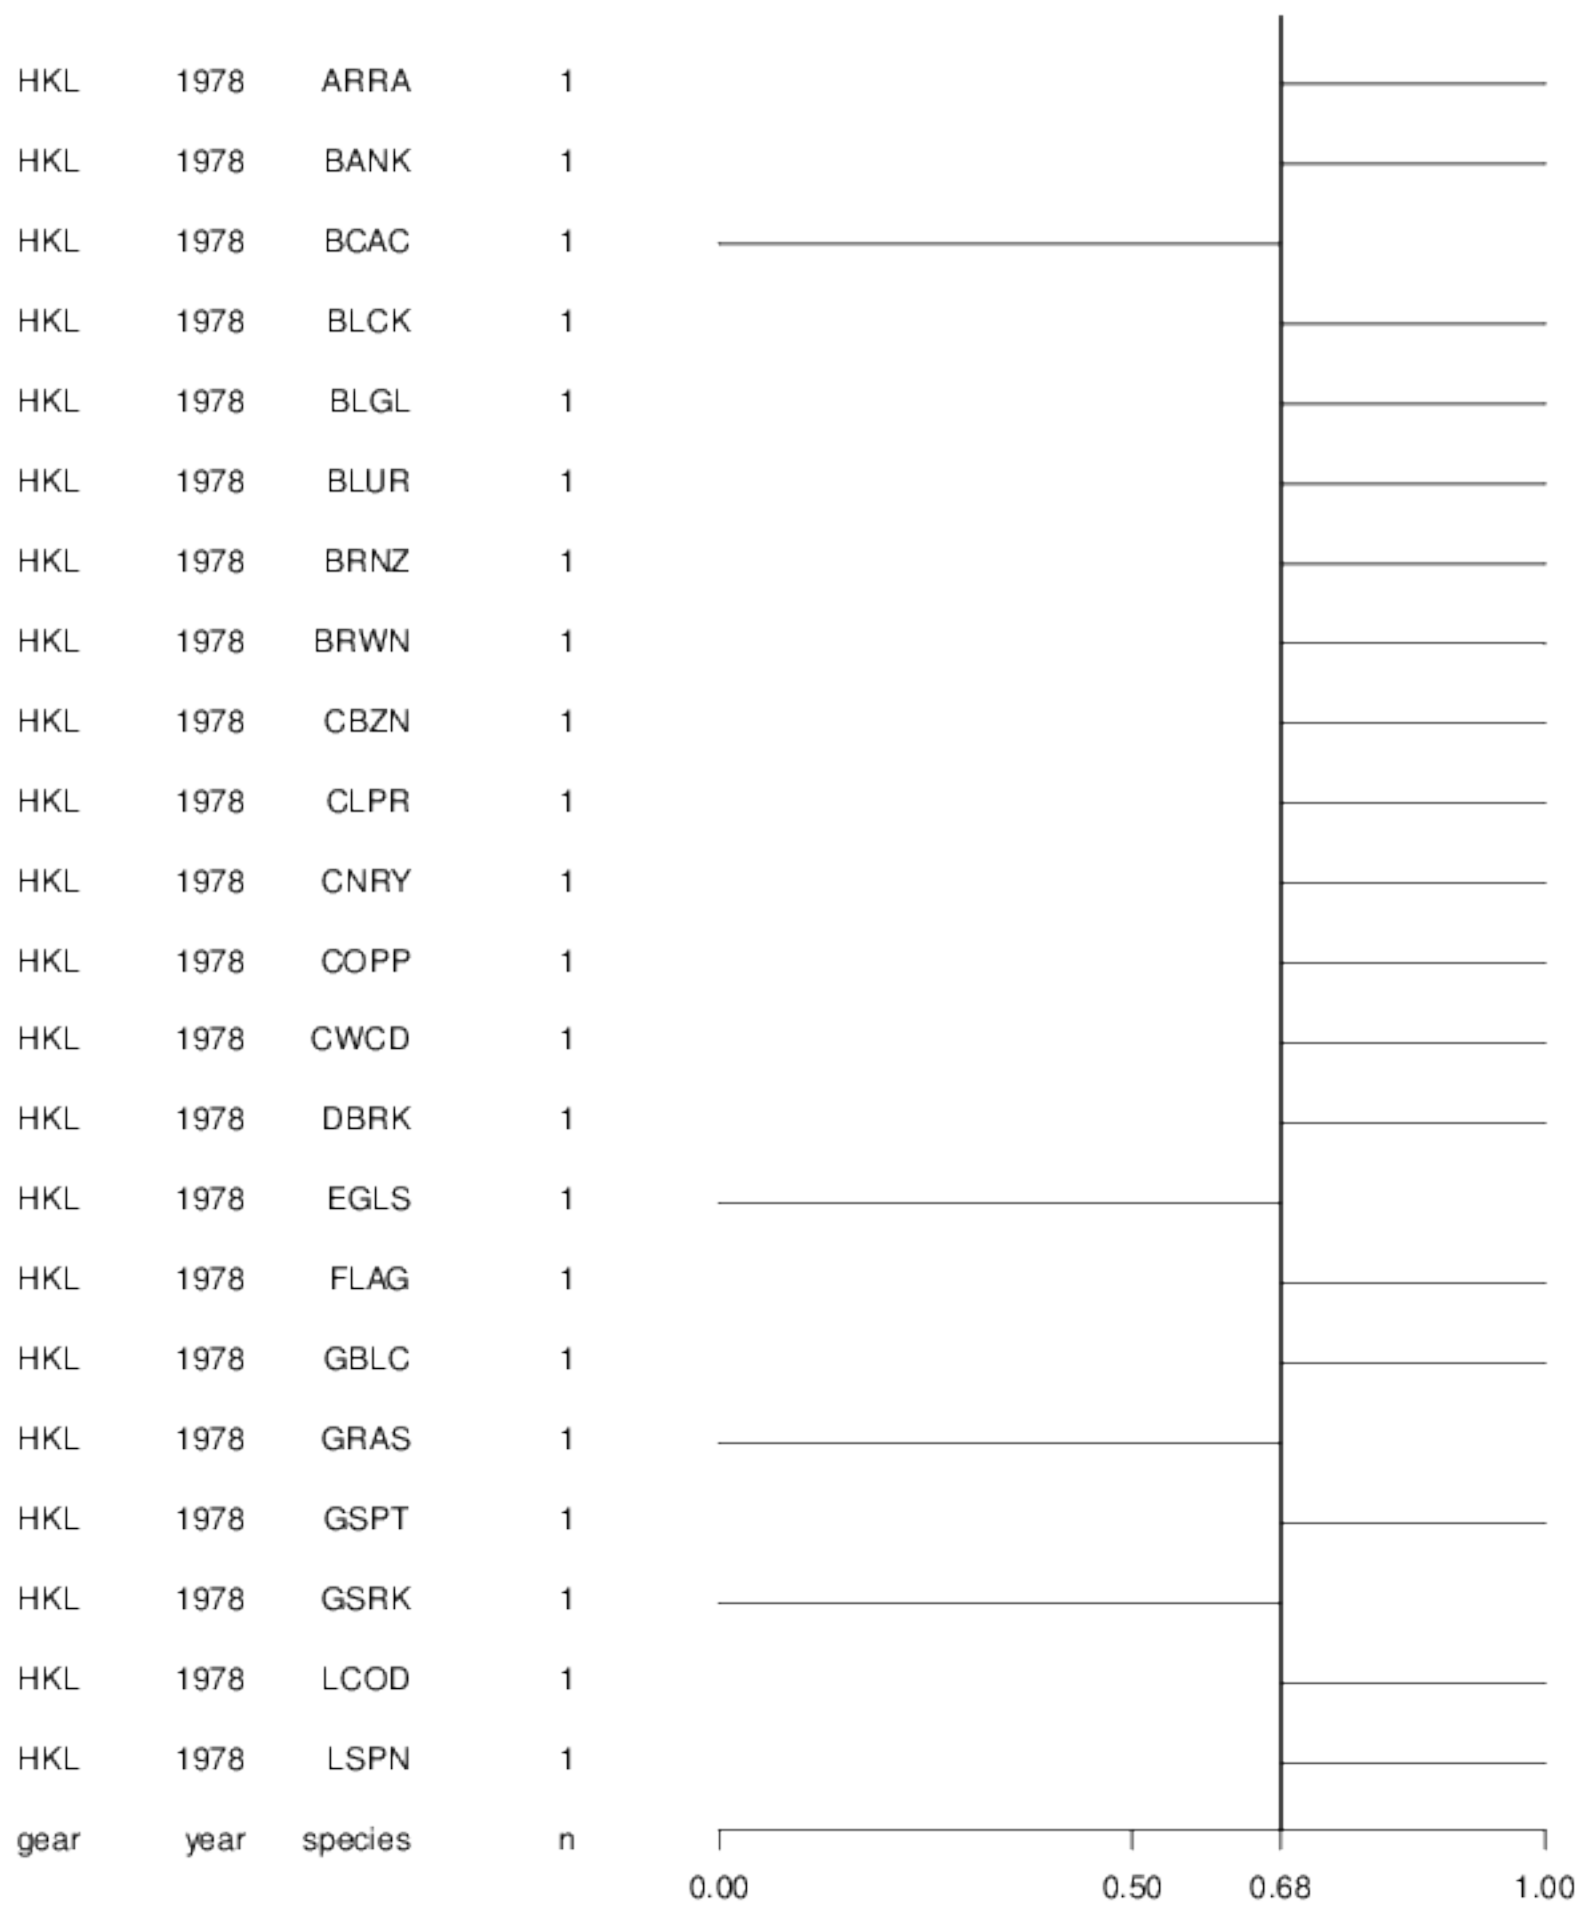 HKL 1978 ARRA 1
HKL 1978 BANK 1
HKL 1978 BCAC 1
HKL 1978 BLCK 1
HKL 1978 BLGL 1
HKL 1978 BLUR 1
HKL 1978 BRNZ 1
HKL 1978 BRWN 1
HKL 1978 CBZN 1
HKL 1978 CLPR 1
HKL 1978 CNRY 1
HKL 1978 COPP 1
HKL 1978 CWCD 1
HKL 1978 DBRK 1
HKL 1978 EGLS 1
HKL 1978 FLAG 1
HKL 1978 GBLC 1
HKL 1978 GRAS 1
HKL 1978 GSPT 1
HKL 1978 GSRK 1
HKL 1978 LCOD 1
HKL 1978 LSPN 1
gear year species n
0.00 0.50 0.68 1.00